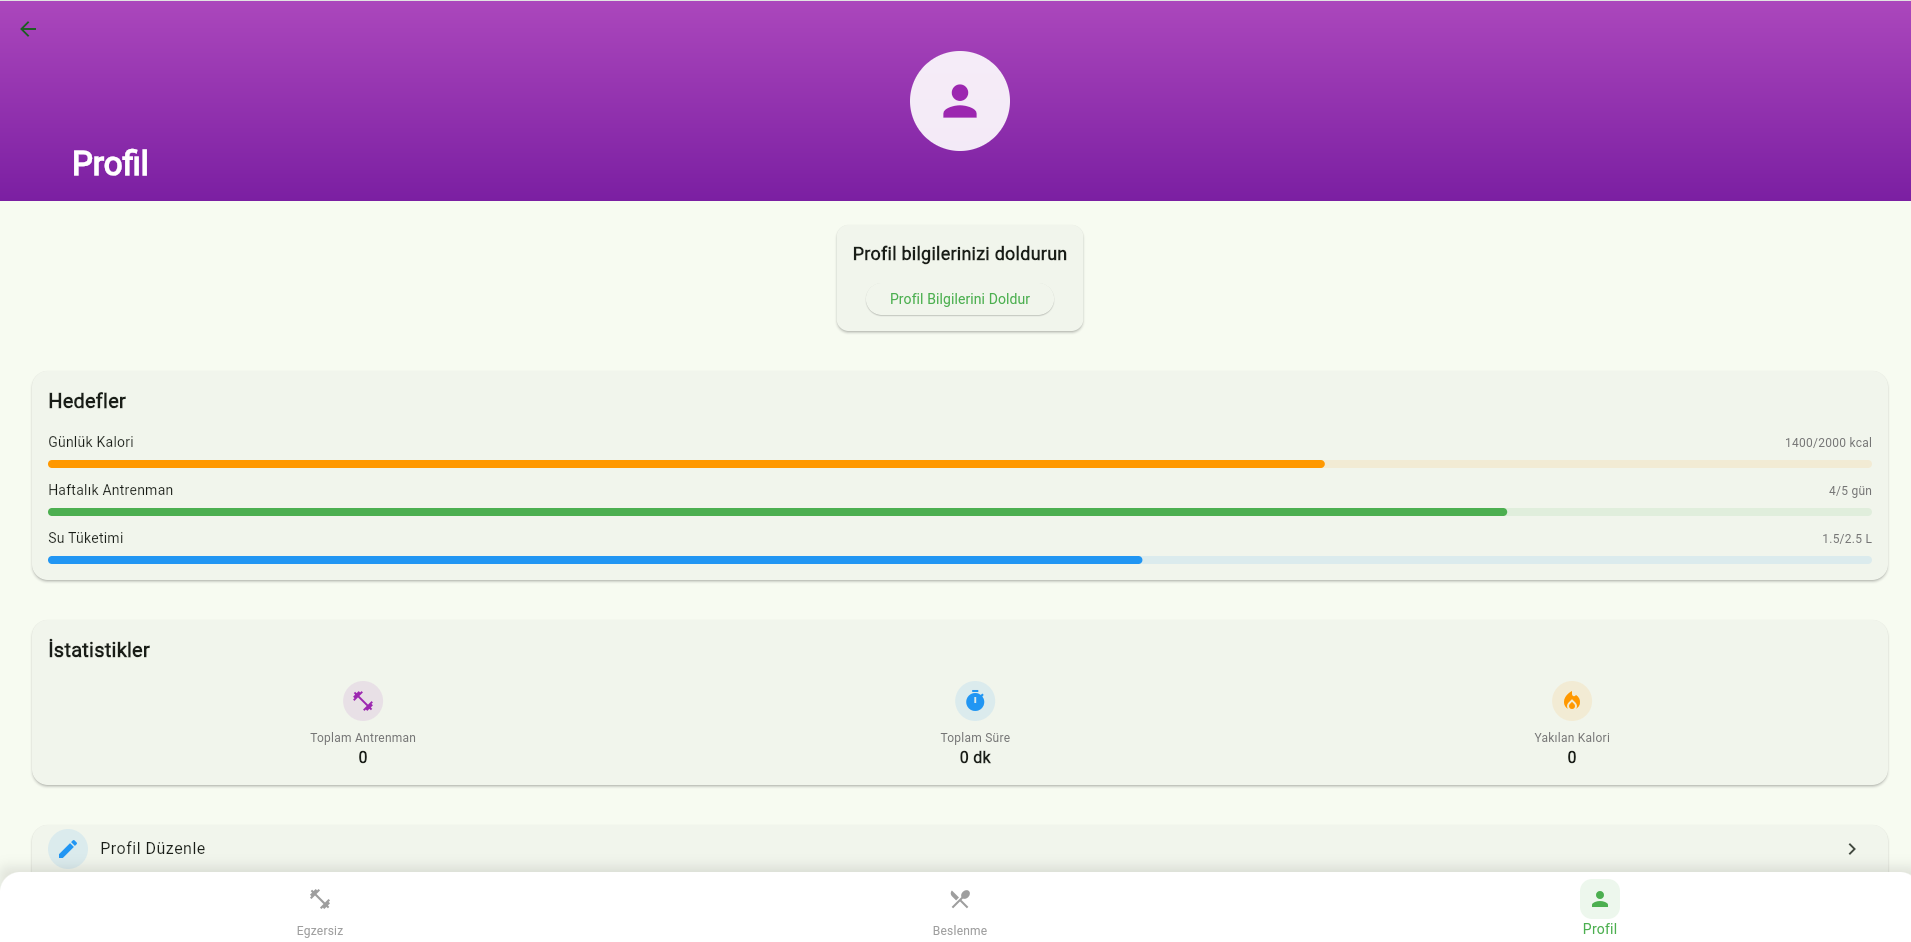 Profil
Profil bilgilerinizi doldurun
Profil Bilgilerini Doldur
Hedefler
Günlük Kalori 1400/2000 kcal
Haftalık Antrenman 4/5 gün
Su Tüketimi 1.5/2.5 L
İstatistikler
Toplam Antrenman Toplam Süre Yakılan Kalori
0 0 dk 0
Profil Düzenle
Egzersiz Beslenme Profil